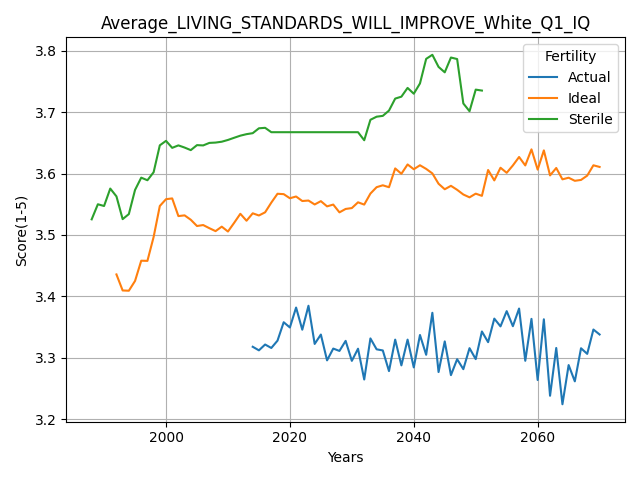 Average_LIVING_STANDARDS_WILL_IMPROVE_White_Q1_IQ
Fertility
Actual
Ideal
Sterile
Score(1-5)
3.8
3.7
3.6
3.5
3.4
3.3
3.2
2000 2020 2040 2060
Years